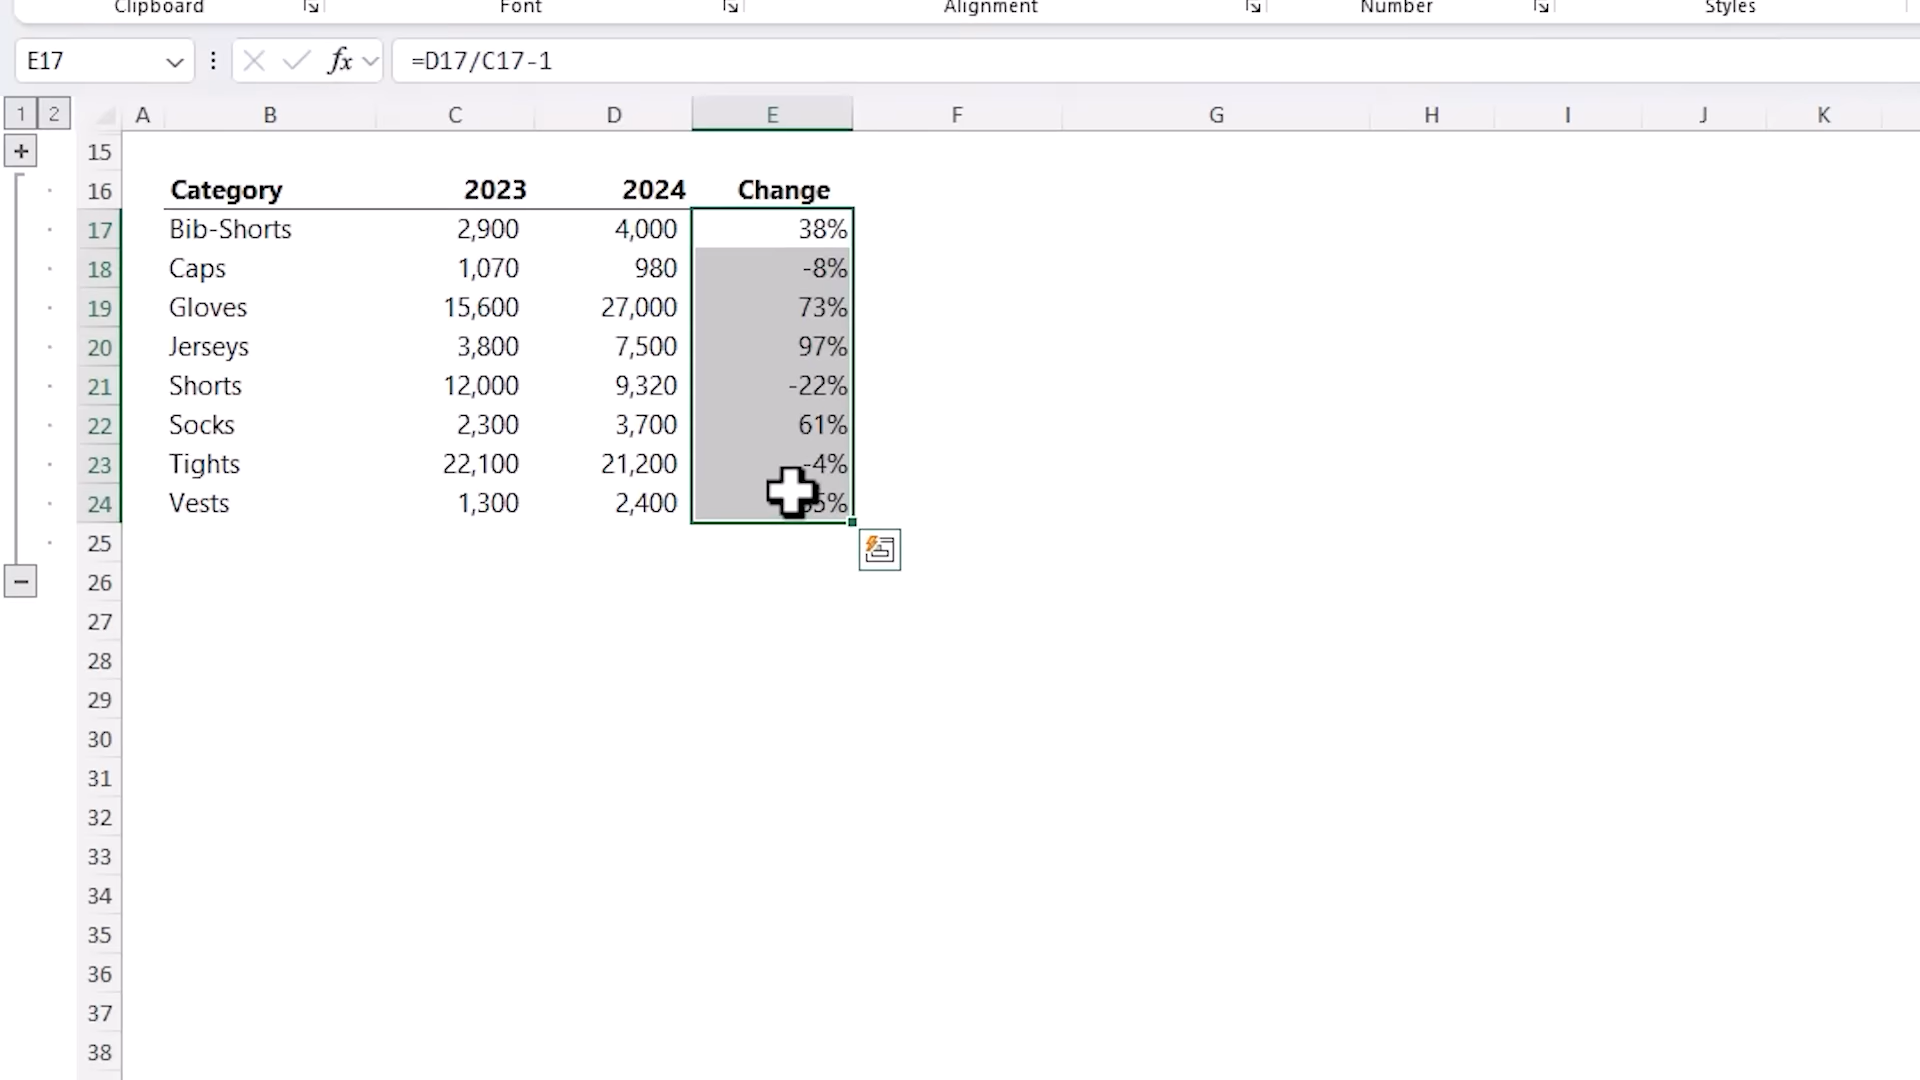 Clipboard Font Alignment Number Styles
E17 fx =D17/C17-1
1 2 A B C D E F G H I J K
15
16 Category 2023 2024 Change
17 Bib-Shorts 2,900 4,000 38%
18 Caps 1,070 980 -8%
19 Gloves 15,600 27,000 73%
20 Jerseys 3,800 7,500 97%
21 Shorts 12,000 9,320 -22%
22 Socks 2,300 3,700 61%
23 Tights 22,100 21,200 -4%
24 Vests 1,300 2,400
25
26
27
28
29
30
31
32
33
34
35
36
37
38